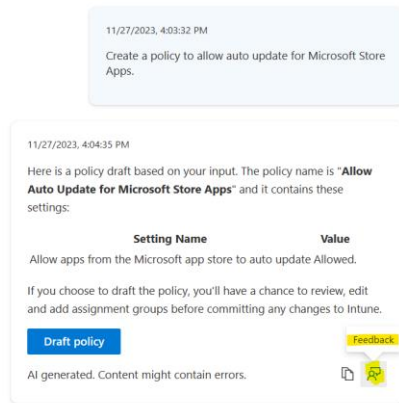 11/27/2023, 4:03:32 PM
Create a policy to allow auto update for Microsoft Store
Apps.
11/27/2023, 4:04:35 PM
Here is a policy draft based on your input. The policy name is "Allow
Auto Update for Microsoft Store Apps" and it contains these
settings:
Setting Name Value
Allow apps from the Microsoft app store to auto update Allowed.
If you choose to draft the policy, you'll have a chance to review, edit
and add assignment groups before committing any changes to Intune.
Draft policy
Feedback
AI generated. Content might contain errors.